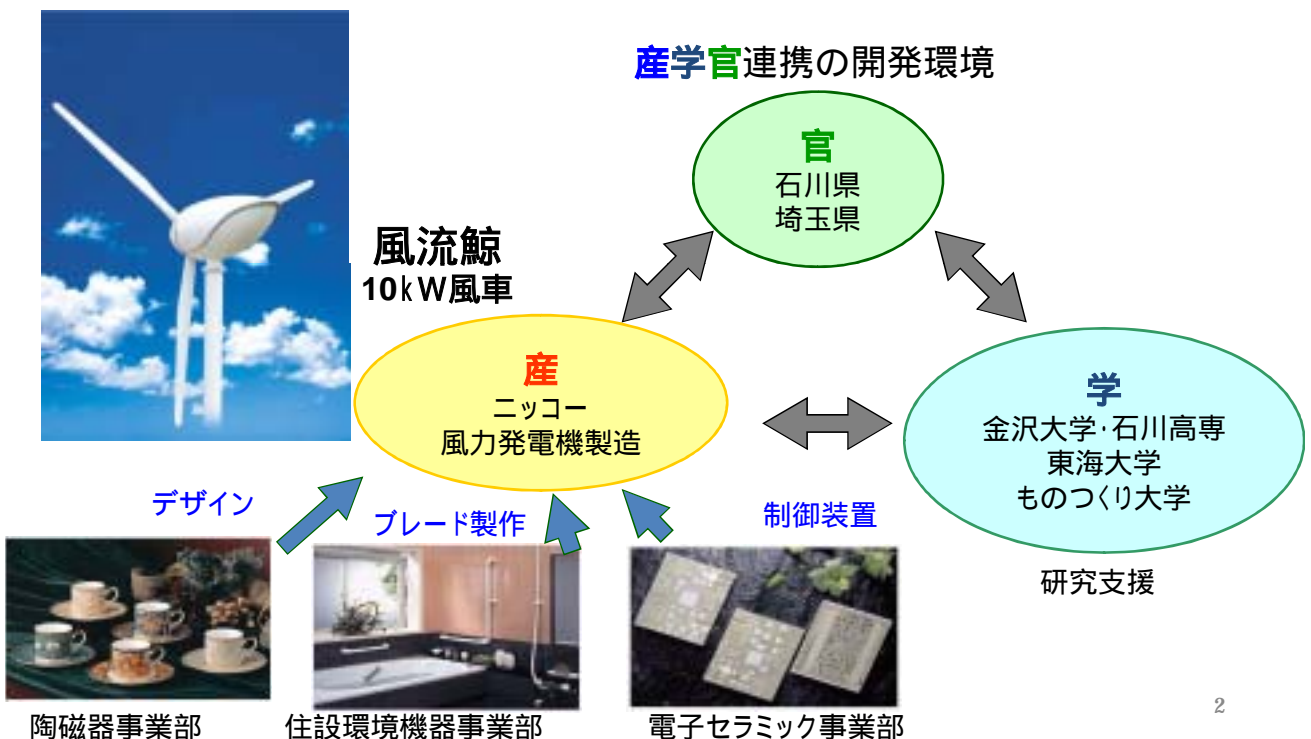 産学官連携の開発環境
官
石川県
埼玉県
風流鯨
10kW風車
産
ニッコー
風力発電機製造
学
金沢大学・石川高専
東海大学
ものつくり大学
研究支援
デザイン
ブレード製作
制御装置
陶磁器事業部
住設環境機器事業部
電子セラミック事業部
2